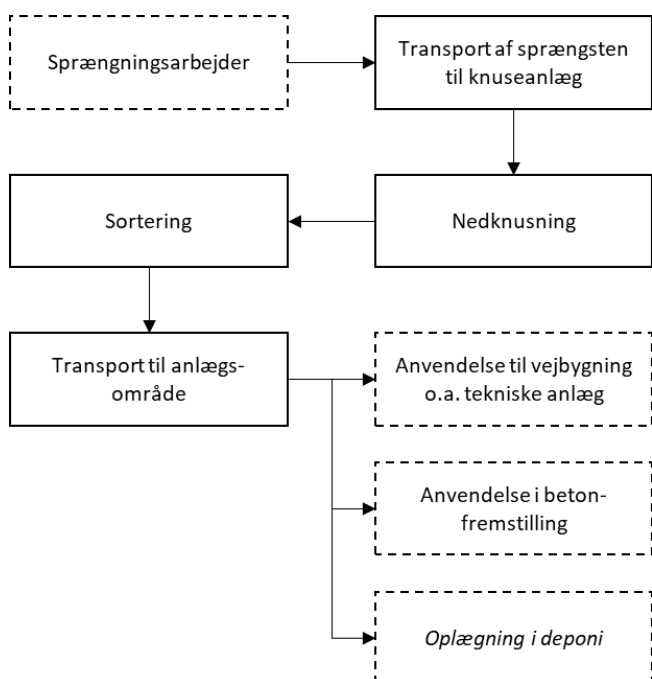 Sprængningsarbejder
Transport af sprængsten
til knuseanlæg
Sortering
Nedknusning
Transport til anlægs-
område
Anvendelse til vejbygning
o.a. tekniske anlæg
Anvendelse i beton-
fremstilling
Oplægning i deponi